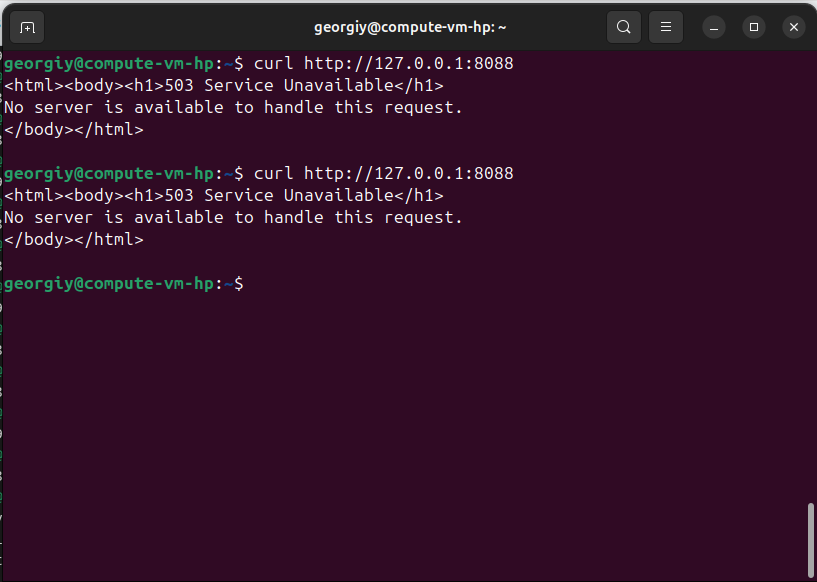 georgiy@compute-vm-hp: ~
georgiy@compute-vm-hp:~$ curl http://127.0.0.1:8088
<html><body><h1>503 Service Unavailable</h1>
No server is available to handle this request.
</body></html>
georgiy@compute-vm-hp:~$ curl http://127.0.0.1:8088
<html><body><h1>503 Service Unavailable</h1>
No server is available to handle this request.
</body></html>
georgiy@compute-vm-hp:~$